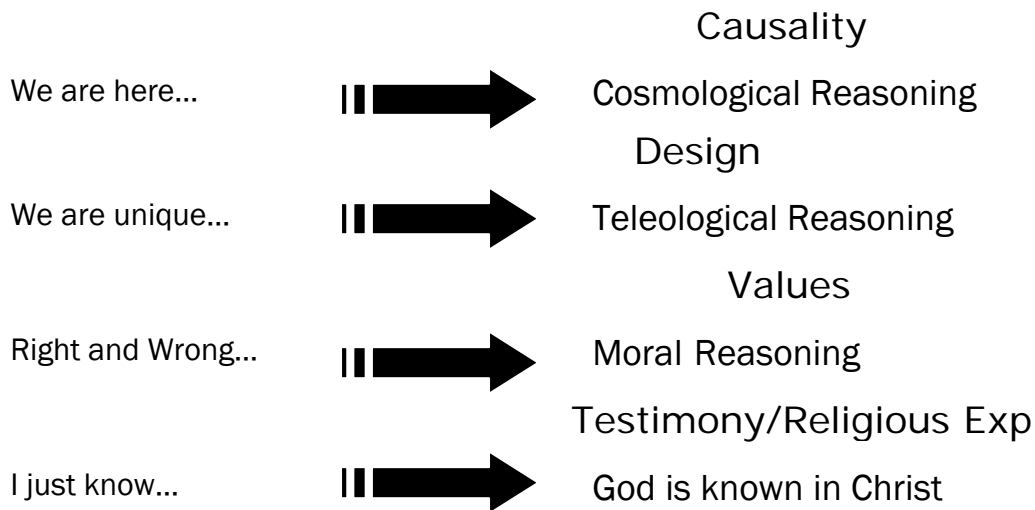 Causality
We are here...
Cosmological Reasoning
Design
We are unique...
Teleological Reasoning
Values
Right and Wrong...
Moral Reasoning
Testimony/Religious Exp
I just know...
God is known in Christ